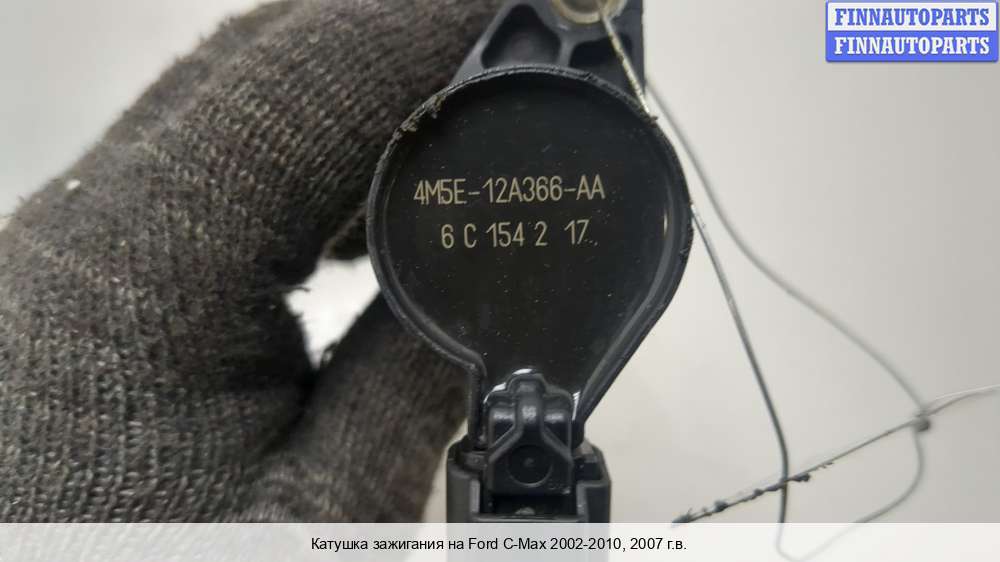 FINNAUTOPARTS
FINNAUTOPARTS
4M5E-12A366-AA
6 C 154 2 17
Катушка зажигания на Ford C-Max 2002-2010, 2007 г.в.